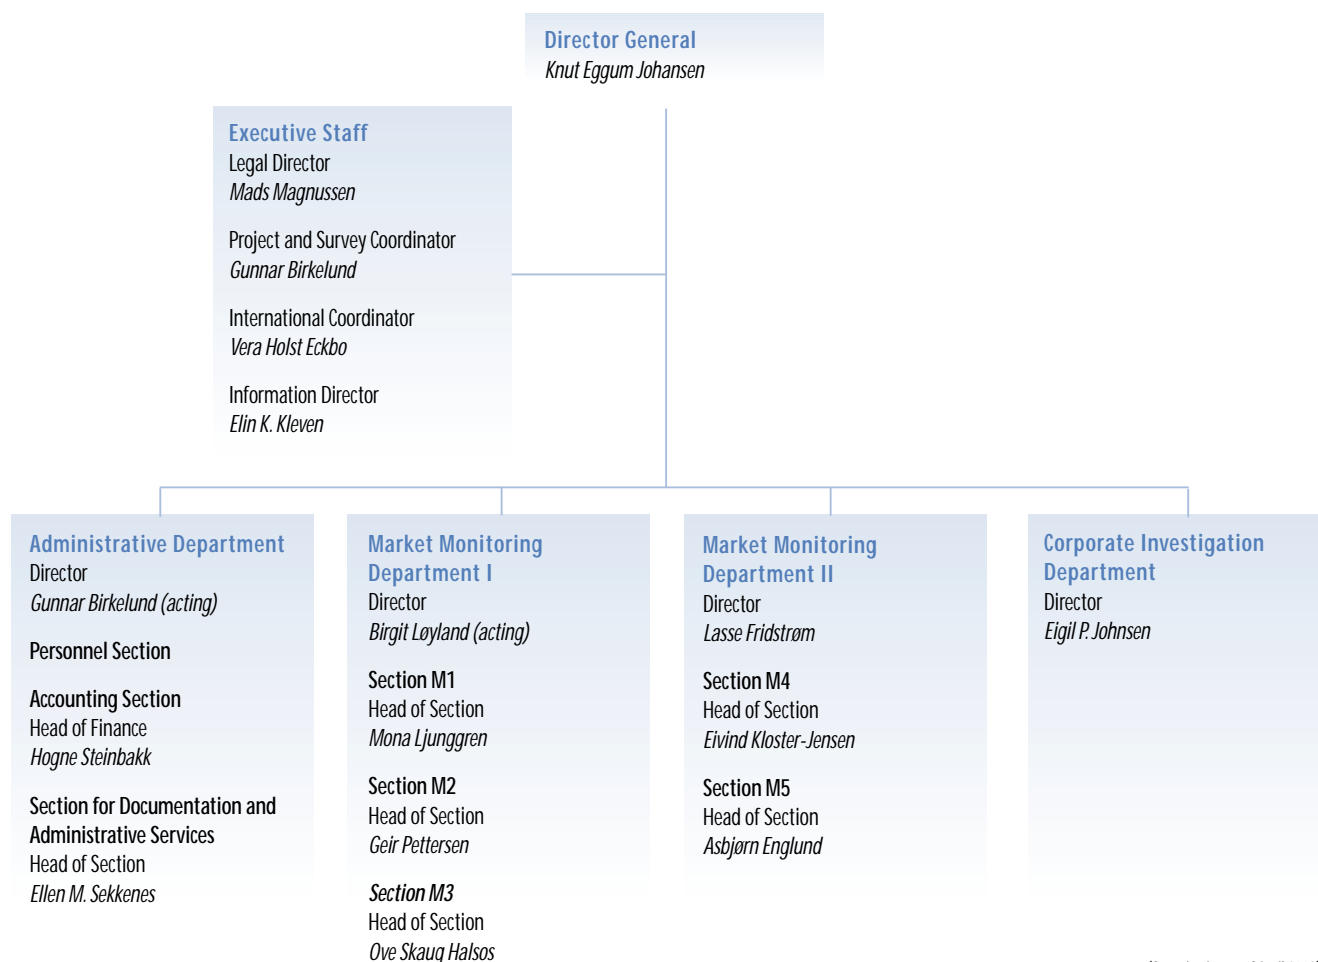 Director General
Knut Eggum Johansen
Executive Staff
Legal Director
Mads Magnussen
Project and Survey Coordinator
Gunnar Birkelund
International Coordinator
Vera Holst Eckbo
Information Director
Elin K. Kleven
Administrative Department
Director
Gunnar Birkelund (acting)
Personnel Section
Accounting Section
Head of Finance
Hogne Steinbakk
Section for Documentation and
Administrative Services
Head of Section
Ellen M. Sekkenes
Market Monitoring
Department I
Director
Birgit Løyland (acting)
Section M1
Head of Section
Mona Ljunggren
Section M2
Head of Section
Geir Pettersen
Section M3
Head of Section
Ove Skaug Halsos
Market Monitoring
Department II
Director
Lasse Fridstrøm
Section M4
Head of Section
Eivind Kloster-Jensen
Section M5
Head of Section
Asbjørn Englund
Corporate Investigation
Department
Director
Eigil P. Johnsen